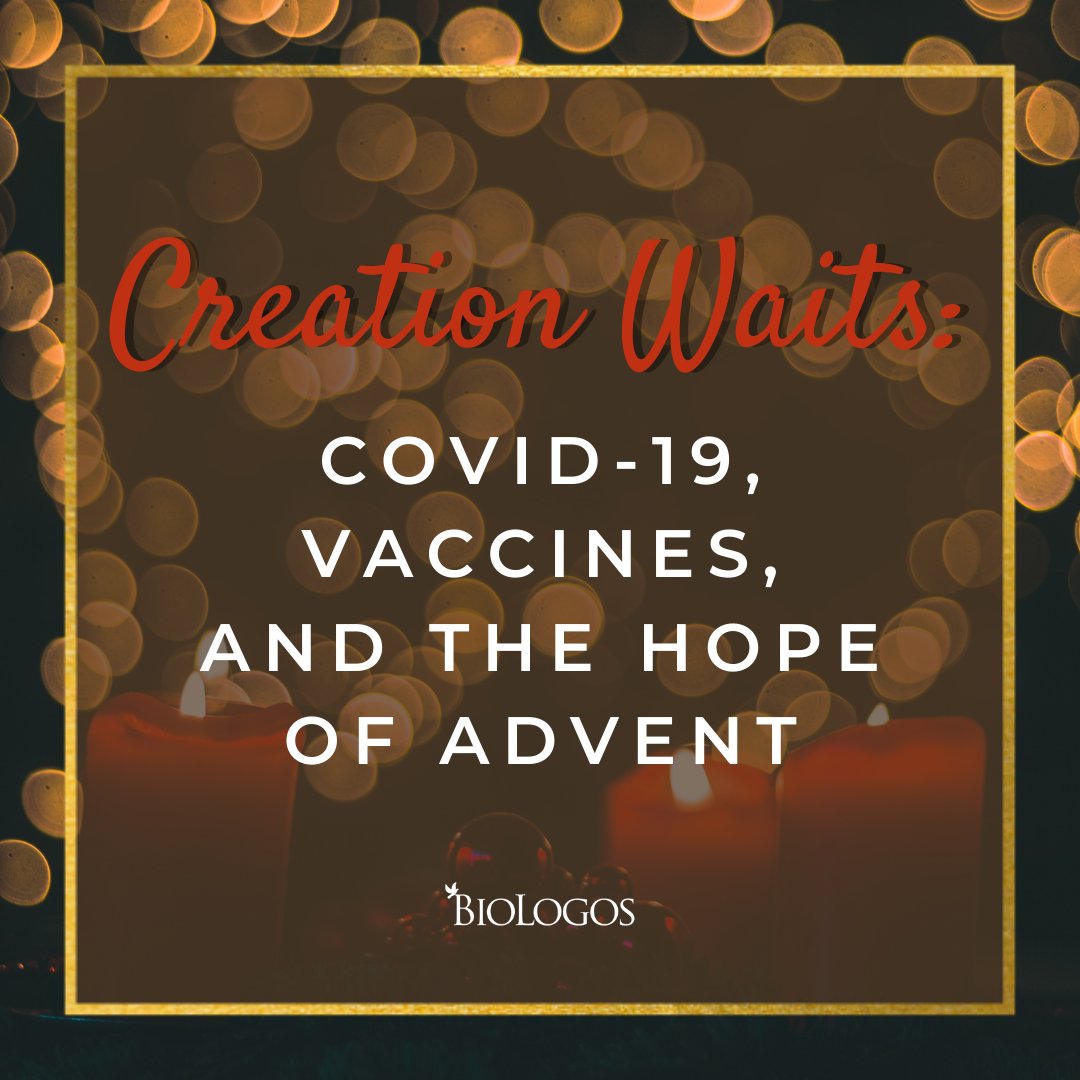 Creation Waits:
COVID-19,
VACCINES,
AND THE HOPE
OF ADVENT
BIOLOGOS